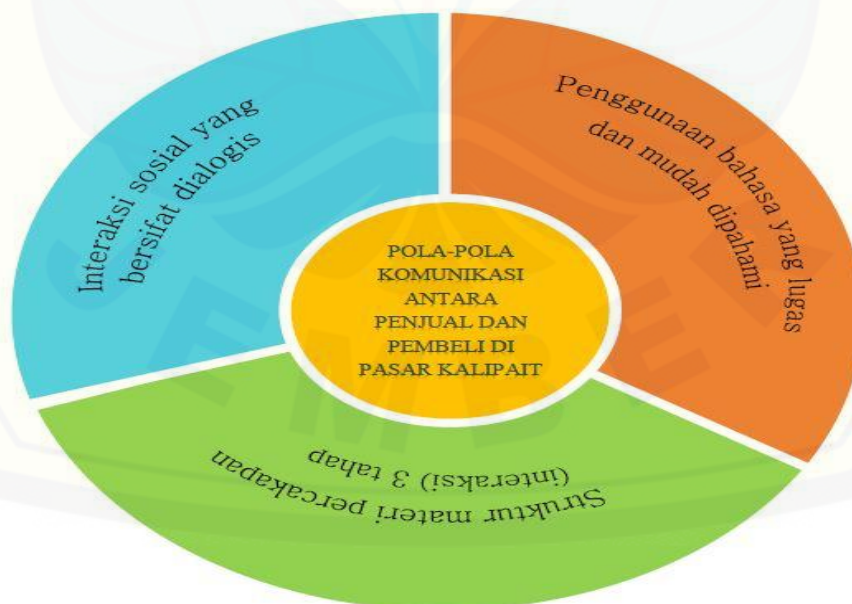 Interaksi sosial yang
bersifat dialogis
Penggunaan bahasa yang lugas
dan mudah dipahami
POLA-POLA
KOMUNIKASI
ANTARA
PENJUAL DAN
PEMBELI DI
PASAR KALIPAIT
Struktur materi percakapan
(interaksi) 3 tahap